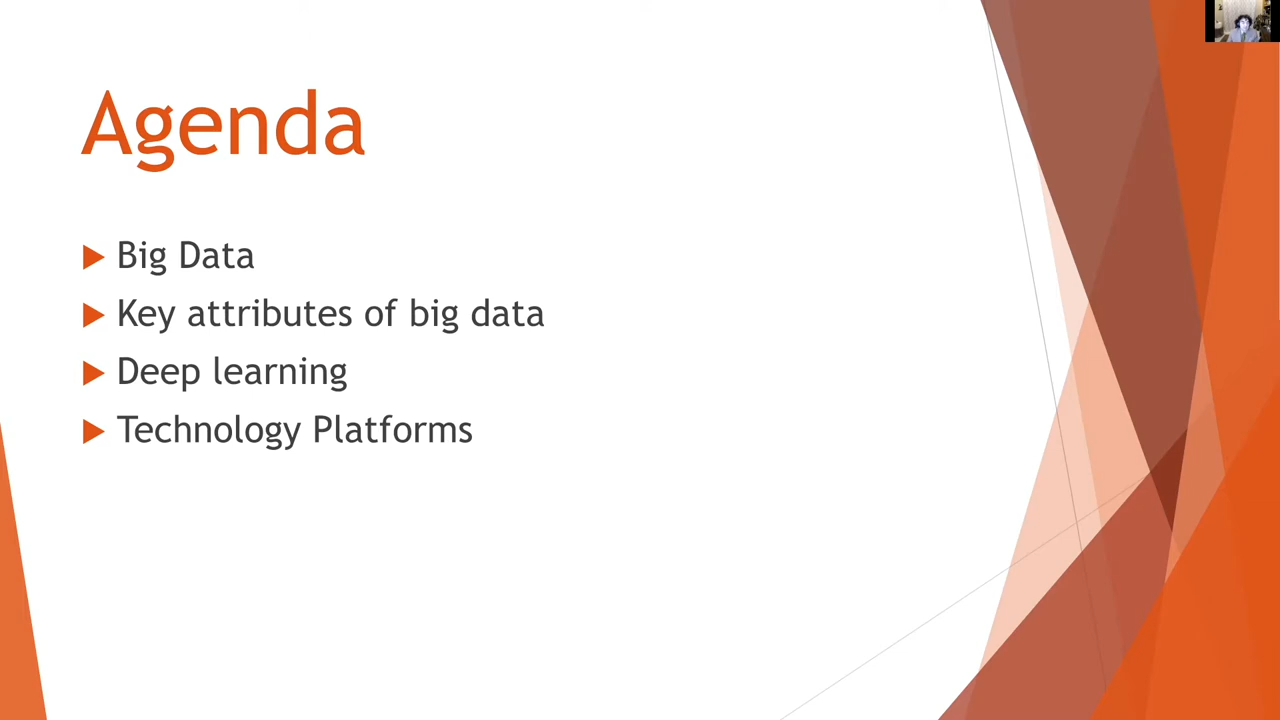 Agenda
Big Data
Key attributes of big data
Deep learning
Technology Platforms